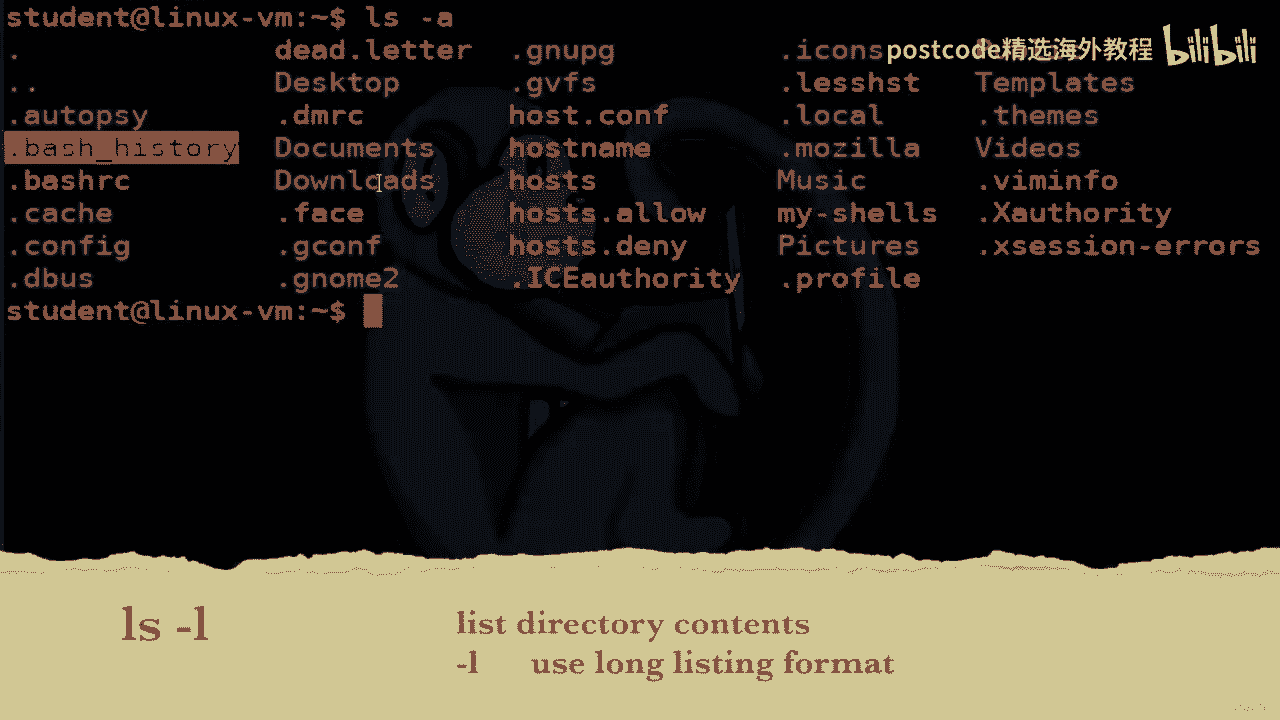 student@linux-vm:~$ ls -a
. dead.letter .gnupg .icons
.. Desktop .gvfs .lesshst Templates
.autopsy .dmrc host.conf .local .themes
.bash_history Documents hostname .mozilla Videos
.bashrc Downloads hosts Music .viminfo
.cache .face hosts.allow my-shells .Xauthority
.config .gconf hosts.deny Pictures .xsession-errors
.dbus .gnome2 .ICEauthority .profile
student@linux-vm:~$
postcode精选海外教程 bilibili
ls -l list directory contents
-l use long listing format